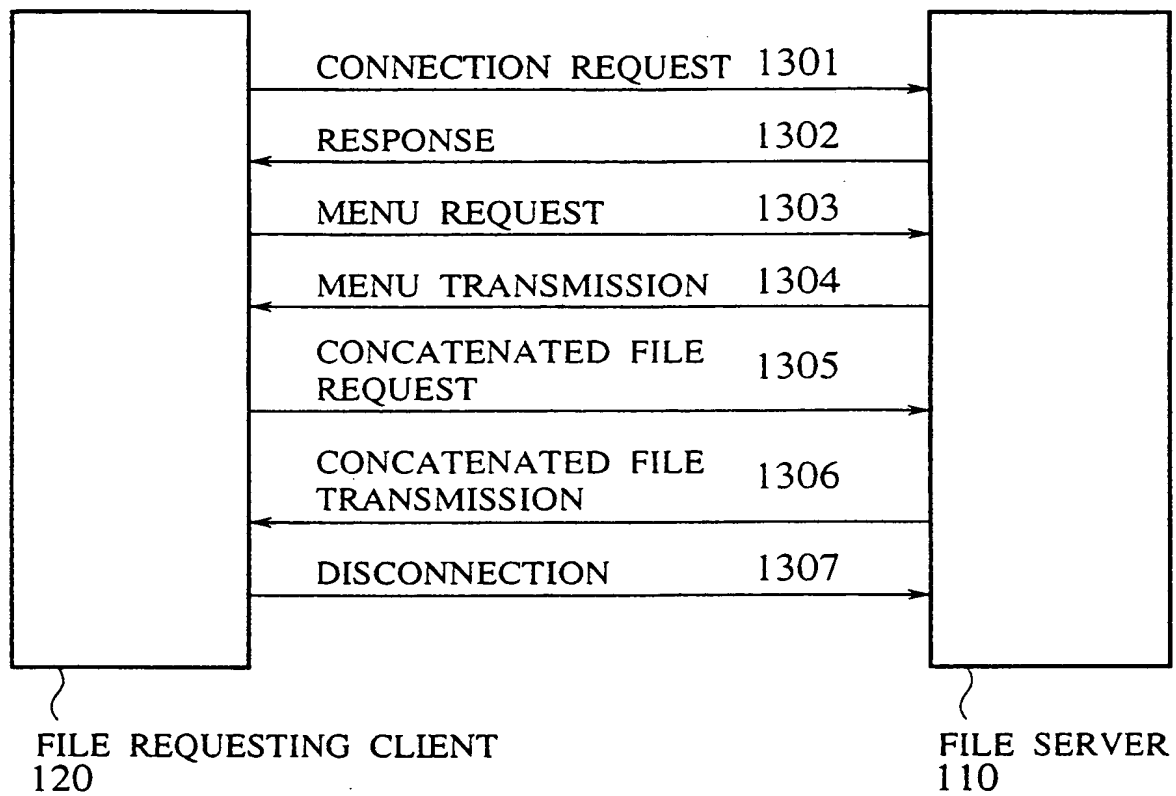 CONNECTION REQUEST 1301
RESPONSE 1302
MENU REQUEST 1303
MENU TRANSMISSION 1304
CONCATENATED FILE
REQUEST 1305
CONCATENATED FILE
TRANSMISSION 1306
DISCONNECTION 1307
FILE REQUESTING CLIENT
120
FILE SERVER
110